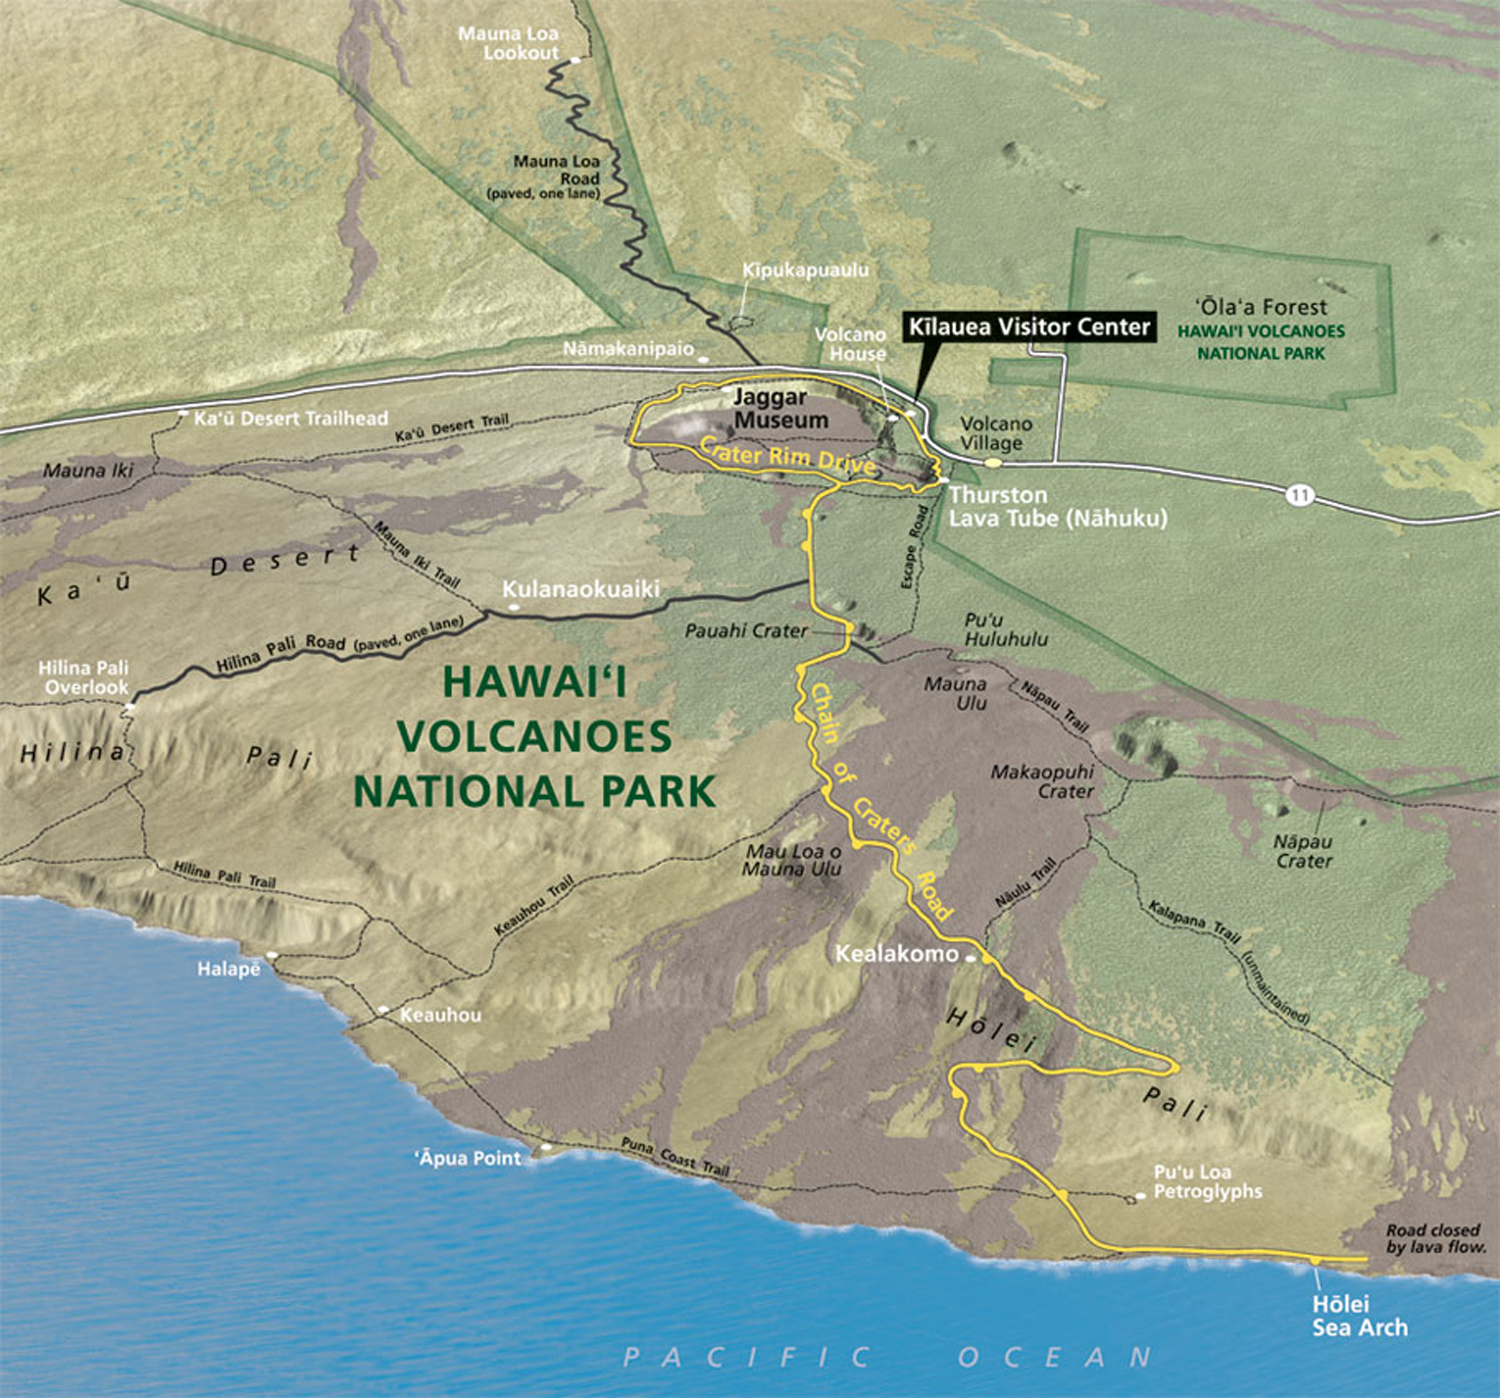 Mauna Loa
Lookout
Mauna Loa
Road
(paved, one lane)
Kīpukapuaulu
ʻŌlaʻa Forest
HAWAIʻI VOLCANOES
NATIONAL PARK
Kīlauea Visitor Center
Volcano
House
Nāmakanipaio
Kaʻū Desert Trailhead
Kaʻū Desert Trail
Jaggar
Museum
Crater Rim Drive
Volcano
Village
Mauna Iki
Thurston
Lava Tube (Nāhuku)
11
Escape Road
Kaʻū Desert
Mauna Iki Trail
Kulanaokuaiki
Hilina Pali Road (paved, one lane)
Pauahi Crater
Puʻu
Huluhulu
Hilina Pali
Overlook
HAWAIʻI
VOLCANOES
NATIONAL PARK
Mauna
Ulu
Nāpau Trail
Chain of Craters Road
Hilina Pali
Makaopuhi
Crater
Nāpau
Crater
Mau Loa o
Mauna Ulu
Hilina Pali Trail
Keauhou Trail
Nāulu Trail
Kalapana Trail (unmaintained)
Kealakomo
Halapē
Keauhou
Hōlei Pali
ʻĀpua Point
Puna Coast Trail
Puʻu Loa
Petroglyphs
Road closed
by lava flow.
Hōlei
Sea Arch
PACIFIC OCEAN